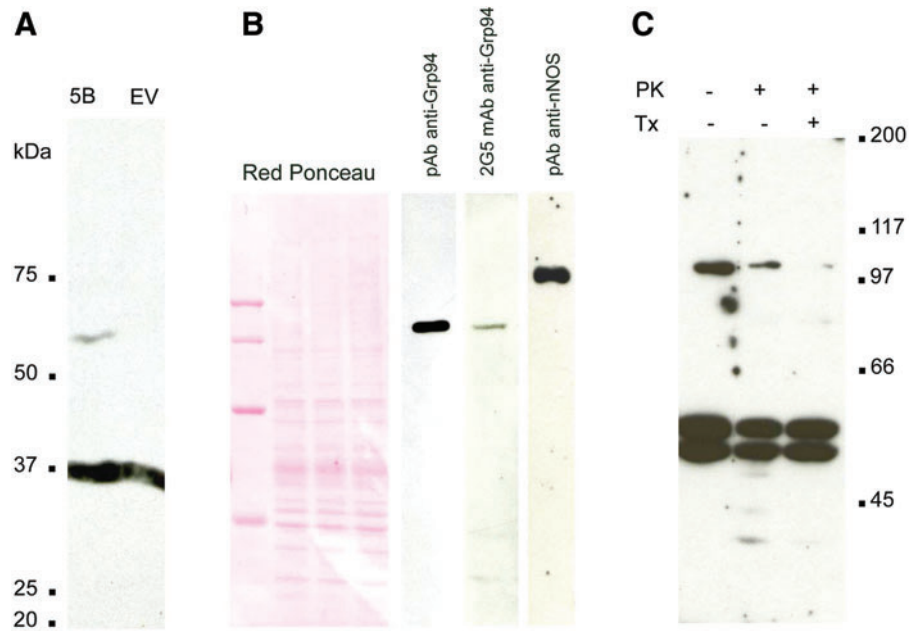 A
5B EV
kDa
75
50
37
25
20
B
Red Ponceau
pAb anti-Grp94
2G5 mAb anti-Grp94
pAb anti-nNOS
C
PK - + +
Tx - - +
200
117
97
66
45